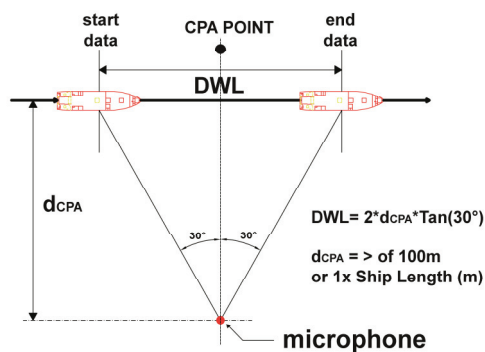 start
data
CPA POINT
end
data
DWL
dCPA
30°
30°
DWL= 2*dCPA*Tan(30°)
dCPA = > of 100m
or 1x Ship Length (m)
microphone